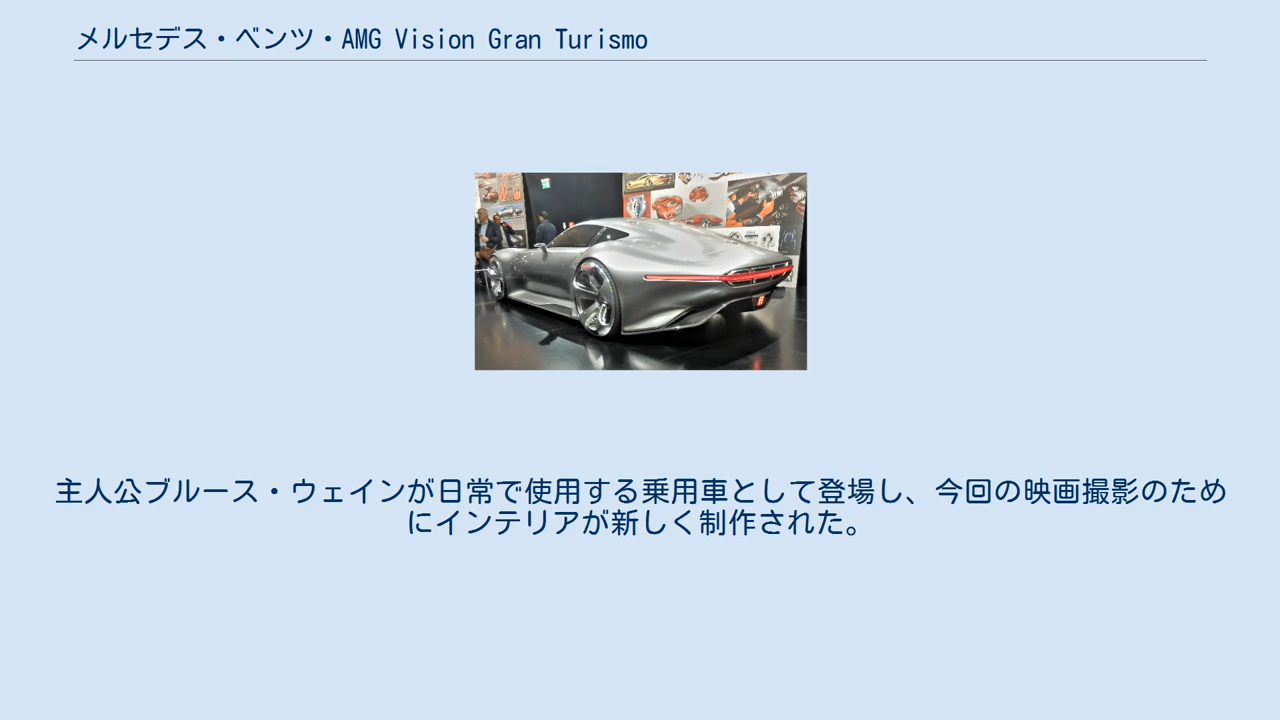 メルセデス・ベンツ・AMG Vision Gran Turismo
主人公ブルース・ウェインが日常で使用する乗用車として登場し、今回の映画撮影のため
にインテリアが新しく制作された。